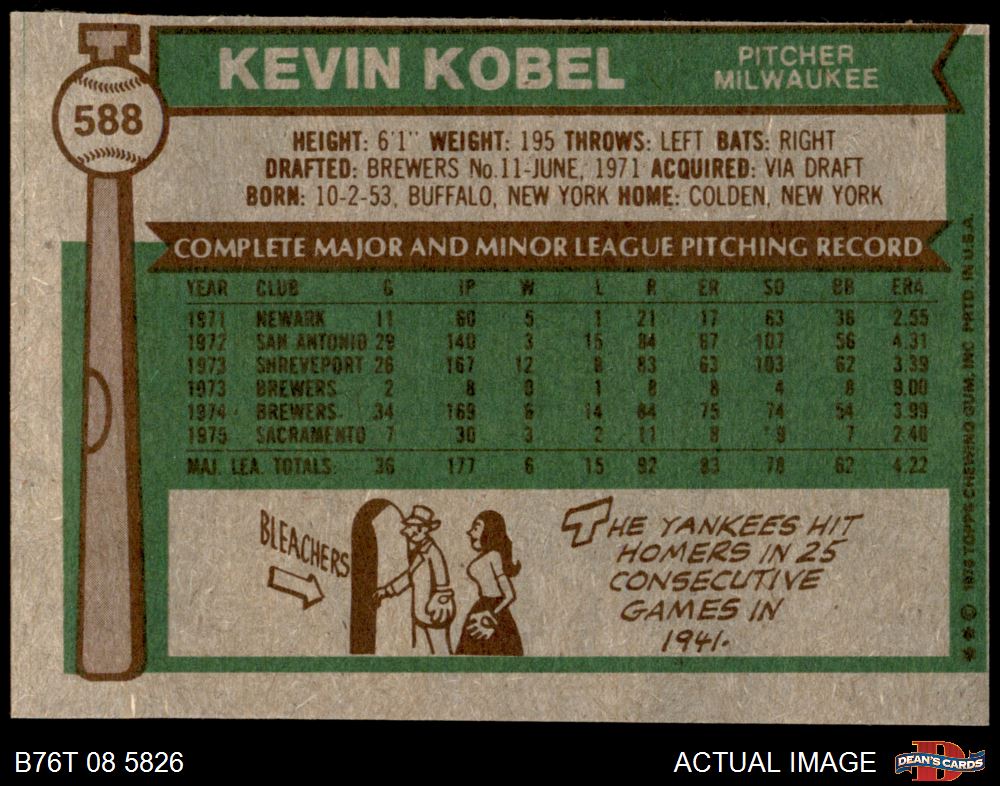 KEVIN KOBEL
PITCHER
MILWAUKEE
588
HEIGHT: 6'1" WEIGHT: 195 THROWS: LEFT BATS: RIGHT
DRAFTED: BREWERS No.11-JUNE, 1971 ACQUIRED: VIA DRAFT
BORN: 10-2-53, BUFFALO, NEW YORK HOME: COLDEN, NEW YORK
COMPLETE MAJOR AND MINOR LEAGUE PITCHING RECORD
YEAR CLUB G IP W L R ER SO BB ERA
1971 NEWARK 11 60 5 1 21 17 63 36 2.55
1972 SAN ANTONIO 29 140 3 15 84 67 107 56 4.31
1973 SHREVEPORT 26 167 12 8 83 63 103 62 3.39
1973 BREWERS 2 8 0 1 8 8 4 8 9.00
1974 BREWERS 34 169 6 14 84 75 74 54 3.99
1975 SACRAMENTO 7 30 3 2 11 8 9 7 2.40
MAJ. LEA. TOTALS 36 177 6 15 92 83 78 62 4.22
BLEACHERS
THE YANKEES HIT
HOMERS IN 25
CONSECUTIVE
GAMES IN
1941.
** © 1976 TOPPS CHEWING GUM, INC. PRTD. IN U.S.A.
B76T 08 5826
ACTUAL IMAGE
D
DEAN'S CARDS